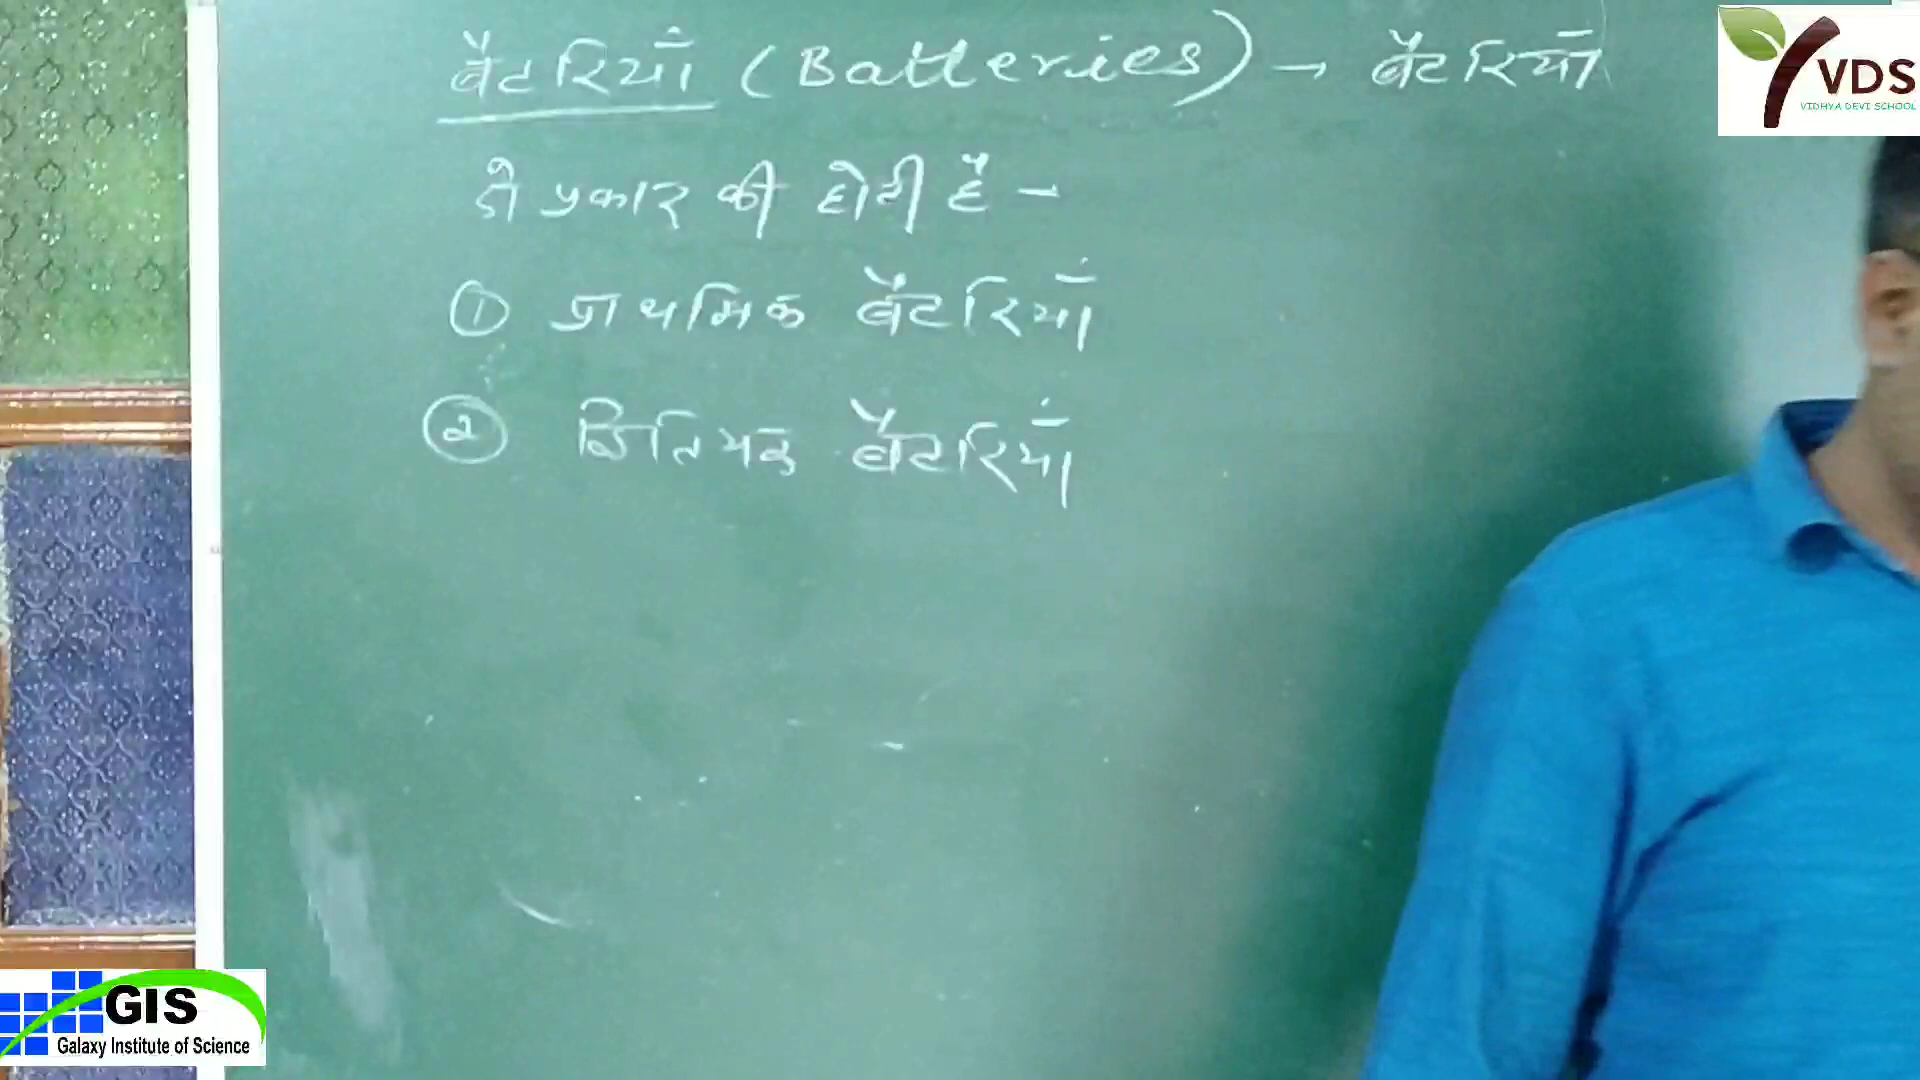 बैटरियाँ (Batteries) → बैटरियाँ
दो प्रकार की होती है -
① प्राथमिक बैटरियाँ
② द्वितियक बैटरियाँ
VDS
VIDHYA DEVI SCHOOL
GIS
Galaxy Institute of Science